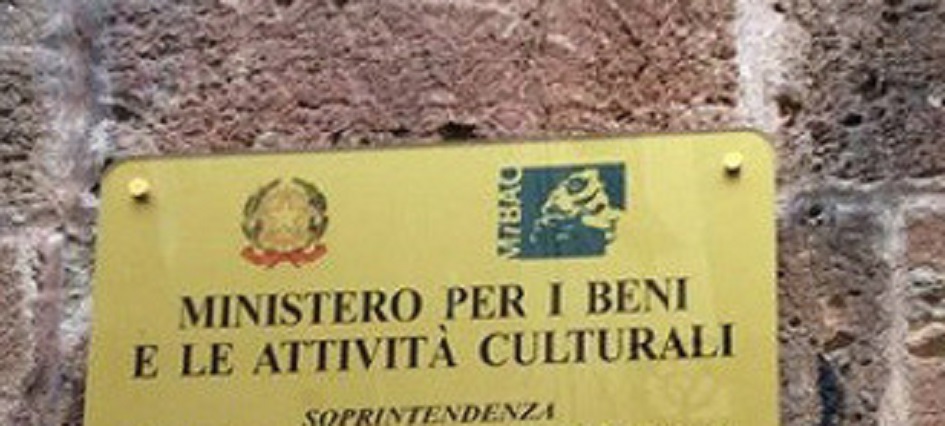 MiBAC
MINISTERO PER I BENI
E LE ATTIVITÀ CULTURALI
SOPRINTENDENZA